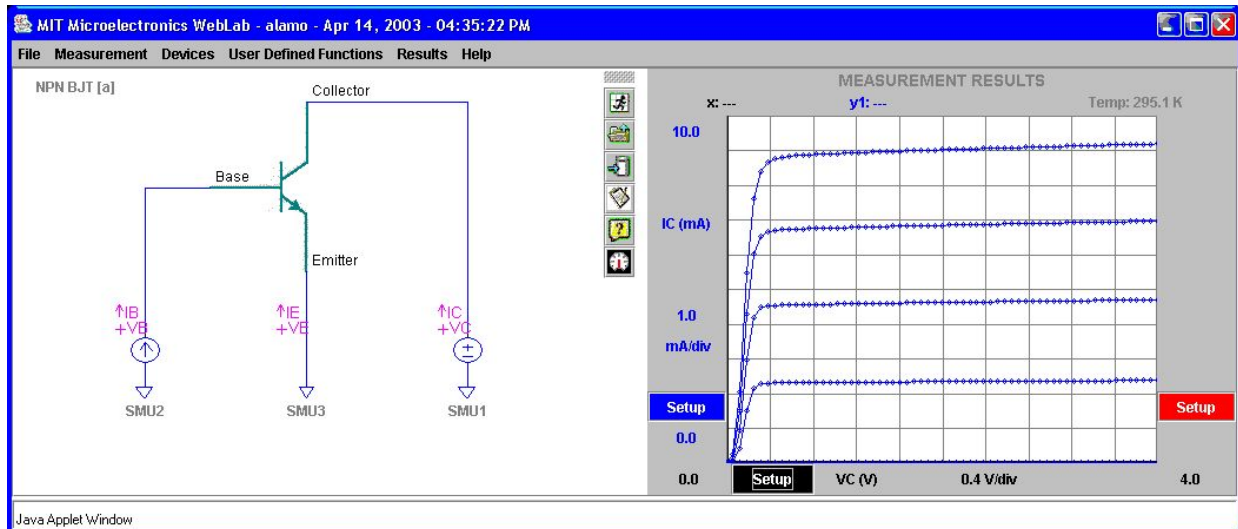 MIT Microelectronics WebLab - alamo - Apr 14, 2003 - 04:35:22 PM
File Measurement Devices User Defined Functions Results Help
NPN BJT [a]
Collector
Base
Emitter
↑IB
+VB
↑IE
+VE
↑IC
+VC
SMU2
SMU3
SMU1
MEASUREMENT RESULTS
x: ---
y1: ---
Temp: 295.1 K
10.0
IC (mA)
1.0
mA/div
Setup
0.0
Setup
0.0
Setup
VC (V)
0.4 V/div
4.0
Java Applet Window